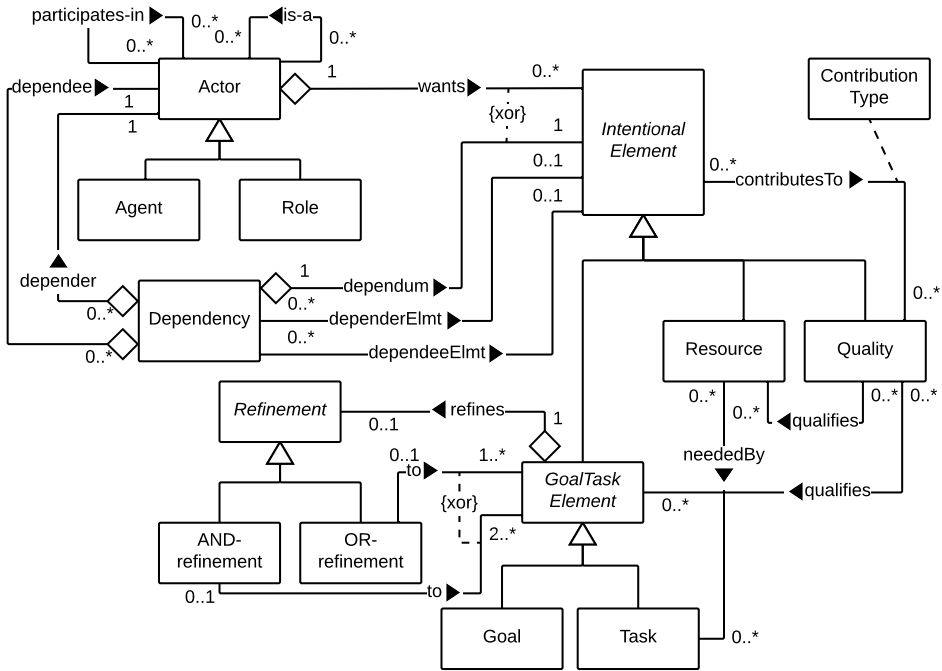 participates-in
0..*
is-a
0..*
0..*
0..*
Actor
1
wants
0..*
dependee
1
1
{xor}
1
Intentional
Element
Contribution
Type
0..1
0..*
contributesTo
0..1
Agent
Role
depender
0..*
0..*
Dependency
1
dependum
0..*
dependerElmt
0..*
dependeeElmt
0..*
Resource
Quality
0..*
0..*
0..*
0..*
qualifies
Refinement
0..1
refines
1
neededBy
0..1
to
1..*
GoalTask
Element
qualifies
0..*
{xor}
2..*
AND-
refinement
OR-
refinement
0..1
to
Goal
Task
0..*